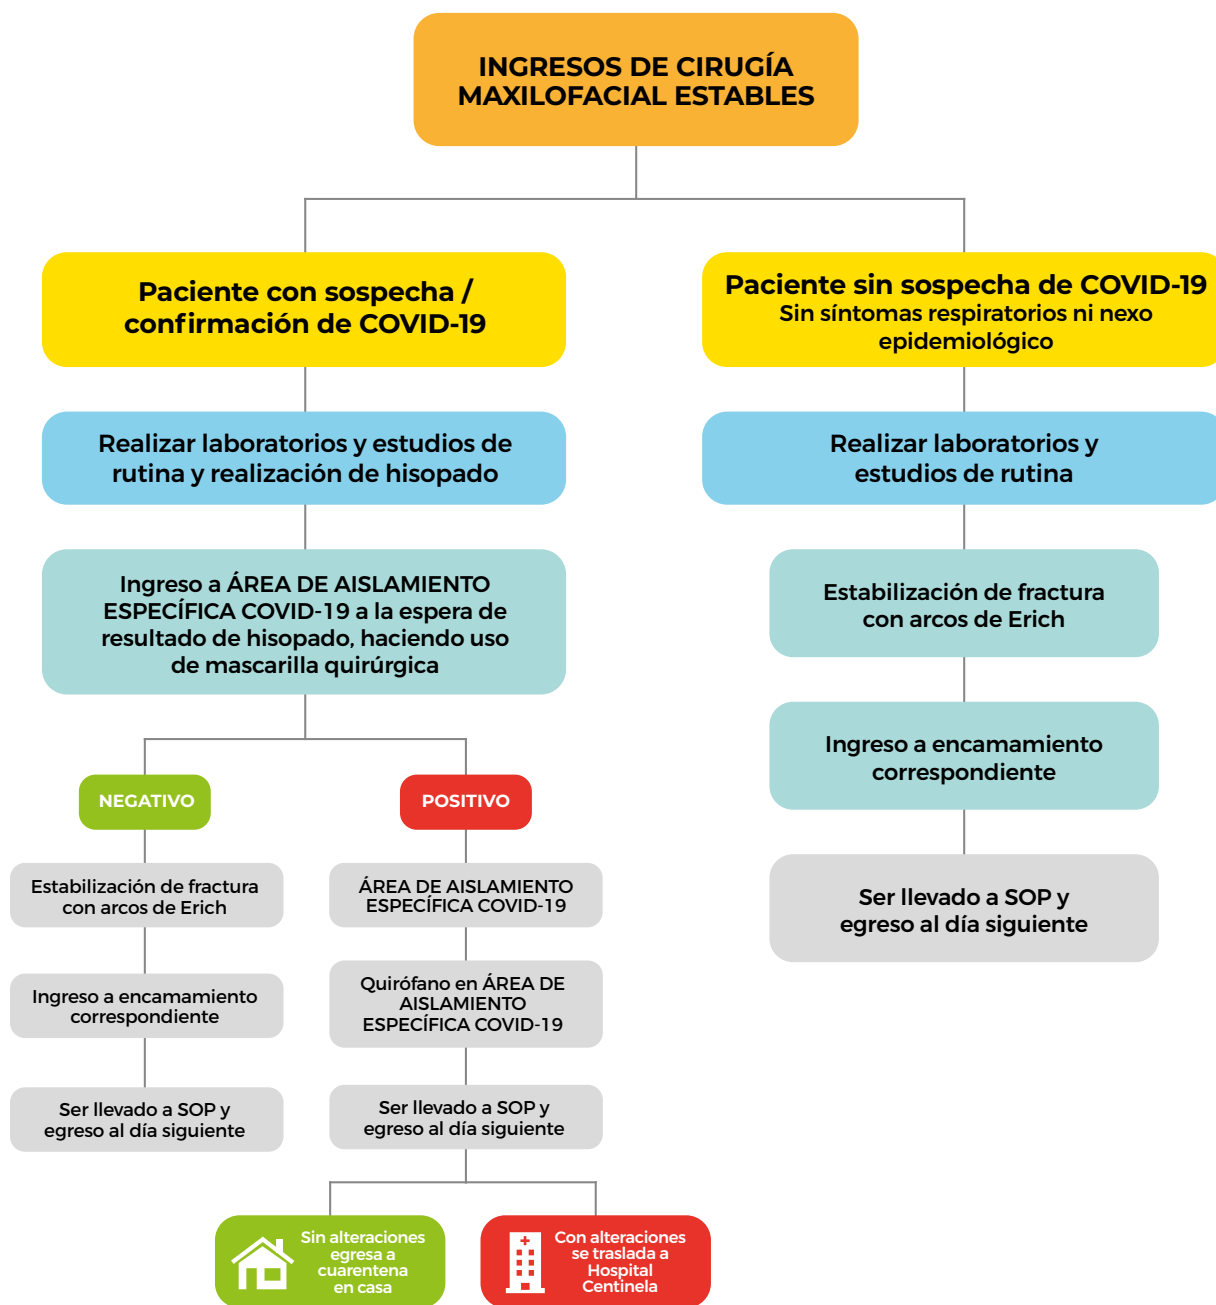 INGRESOS DE CIRUGÍA
MAXILOFACIAL ESTABLES
Paciente con sospecha /
confirmación de COVID-19
Paciente sin sospecha de COVID-19
Sin síntomas respiratorios ni nexo
epidemiológico
Realizar laboratorios y estudios de
rutina y realización de hisopado
Realizar laboratorios y
estudios de rutina
Ingreso a ÁREA DE AISLAMIENTO
ESPECÍFICA COVID-19 a la espera de
resultado de hisopado, haciendo uso
de mascarilla quirúrgica
Estabilización de fractura
con arcos de Erich
Ingreso a encamamiento
correspondiente
Ser llevado a SOP y
egreso al día siguiente
NEGATIVO
Estabilización de fractura
con arcos de Erich
Ingreso a encamamiento
correspondiente
Ser llevado a SOP y
egreso al día siguiente
POSITIVO
ÁREA DE AISLAMIENTO
ESPECÍFICA COVID-19
Quirófano en ÁREA DE
AISLAMIENTO
ESPECÍFICA COVID-19
Ser llevado a SOP y
egreso al día siguiente
Sin alteraciones
egresa a
cuarentena
en casa
Con alteraciones
se traslada a
Hospital
Centinela